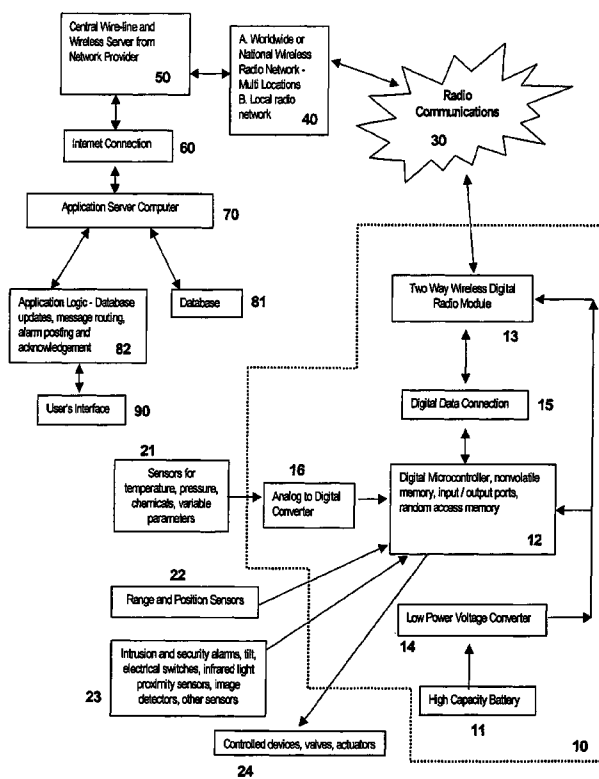 Central Wire-line and
Wireless Server from
Network Provider
50
A. Worldwide or
National Wireless
Radio Network -
Multi Locations
B. Local radio
network
40
Radio
Communications
30
Internet Connection
60
Application Server Computer
70
Application Logic - Database
updates, message routing,
alarm posting and
acknowledgement
82
Database
81
User's Interface
90
Two Way Wireless Digital
Radio Module
13
Digital Data Connection
15
21
Sensors for
temperature, pressure,
chemicals, variable
parameters
16
Analog to Digital
Converter
Digital Microcontroller, nonvolatile
memory, input / output ports,
random access memory
12
22
Range and Position Sensors
Low Power Voltage Converter
14
Intrusion and security alarms, tilt,
electrical switches, infrared light
proximity sensors, image
detectors, other sensors
23
High Capacity Battery
11
10
Controlled devices, valves, actuators
24